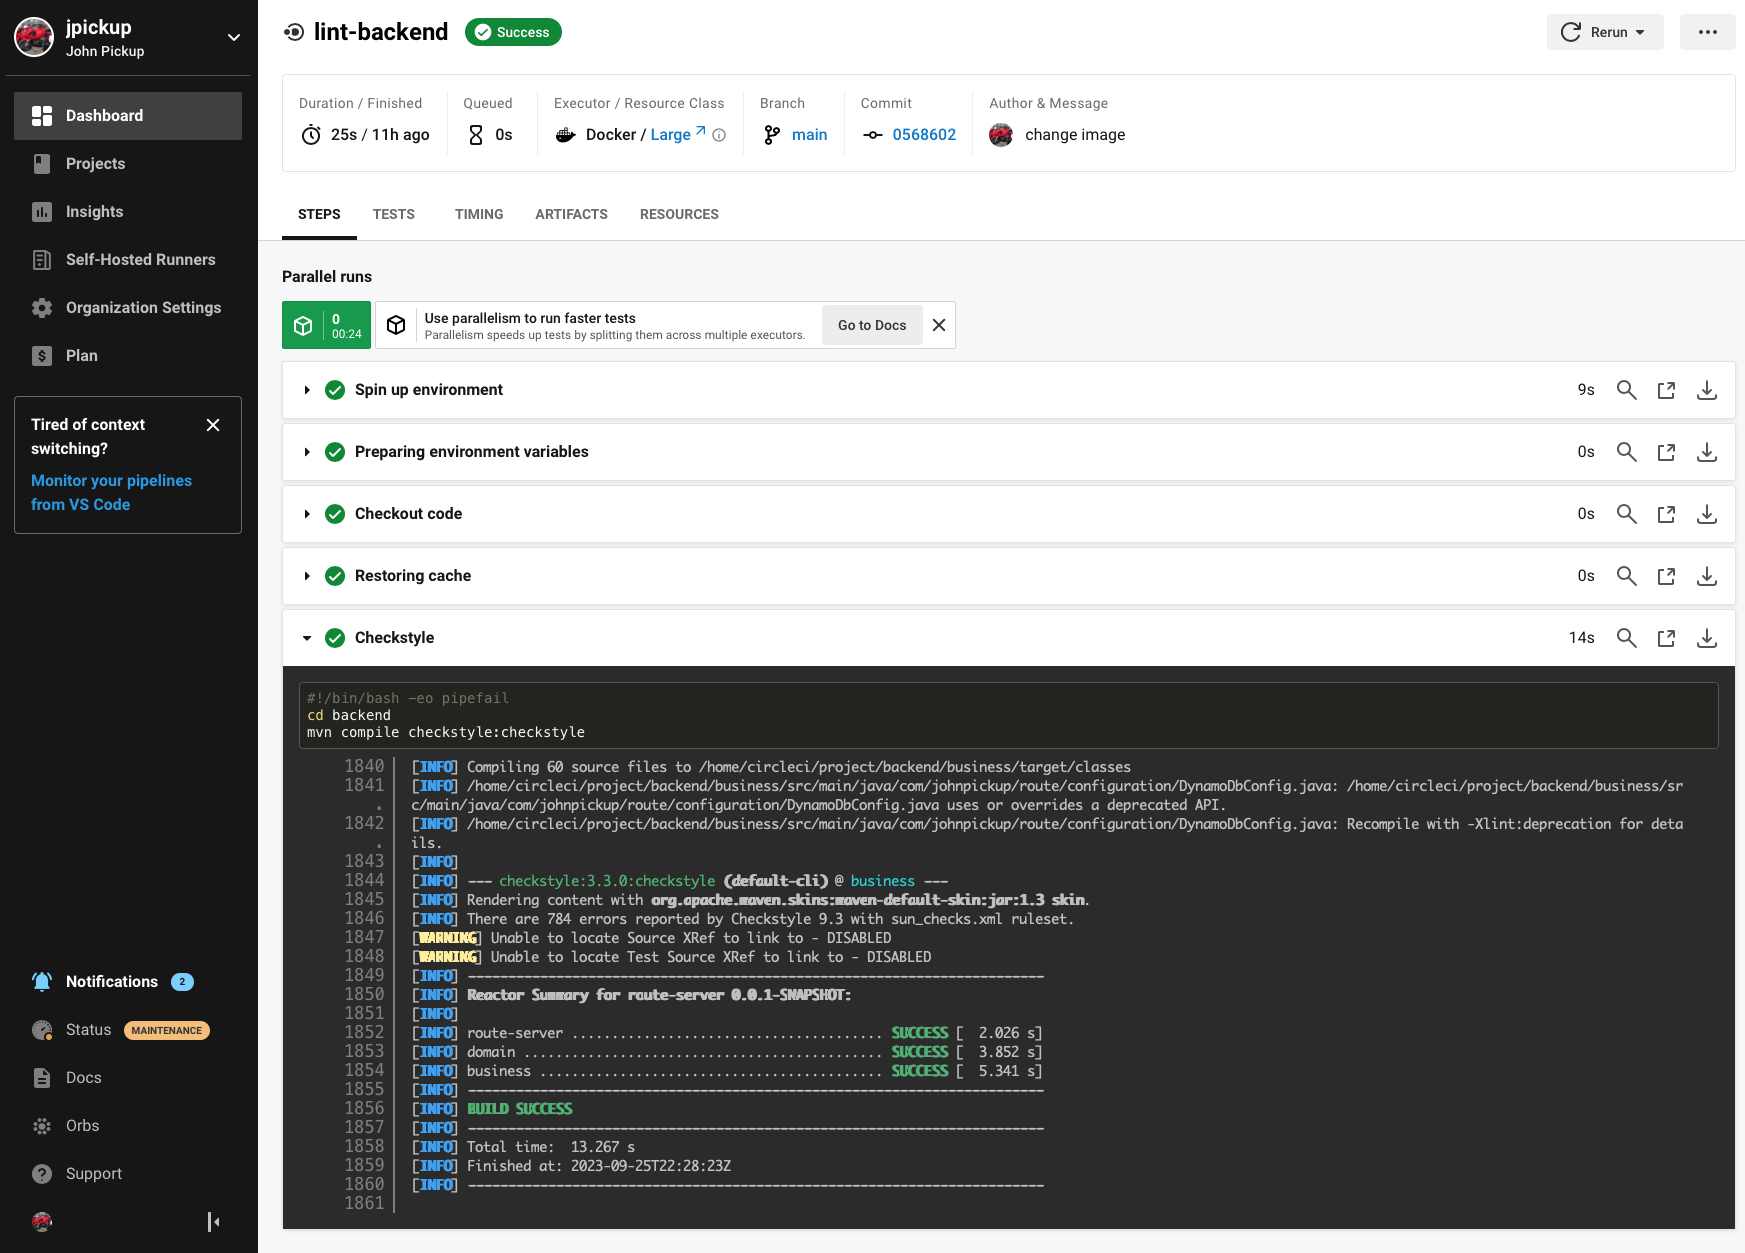 jpickup
John Pickup
Dashboard
Projects
Insights
Self-Hosted Runners
Organization Settings
Plan
Tired of context
switching?
Monitor your pipelines
from VS Code
Notifications 2
Status MAINTENANCE
Docs
Orbs
Support
lint-backend Success
Rerun
Duration / Finished Queued Executor / Resource Class Branch Commit Author & Message
25s / 11h ago 0s Docker / Large main 0568602 change image
STEPS TESTS TIMING ARTIFACTS RESOURCES
Parallel runs
0
00:24
Use parallelism to run faster tests
Parallelism speeds up tests by splitting them across multiple executors.
Go to Docs
Spin up environment 9s
Preparing environment variables 0s
Checkout code 0s
Restoring cache 0s
Checkstyle 14s
#!/bin/bash -eo pipefail
cd backend
mvn compile checkstyle:checkstyle
1840 [INFO] Compiling 60 source files to /home/circleci/project/backend/business/target/classes
1841 [INFO] /home/circleci/project/backend/business/src/main/java/com/johnpickup/route/configuration/DynamoDbConfig.java: /home/circleci/project/backend/business/sr
. c/main/java/com/johnpickup/route/configuration/DynamoDbConfig.java uses or overrides a deprecated API.
1842 [INFO] /home/circleci/project/backend/business/src/main/java/com/johnpickup/route/configuration/DynamoDbConfig.java: Recompile with -Xlint:deprecation for deta
. ils.
1843 [INFO]
1844 [INFO] --- checkstyle:3.3.0:checkstyle (default-cli) @ business ---
1845 [INFO] Rendering content with org.apache.maven.skins:maven-default-skin:jar:1.3 skin.
1846 [INFO] There are 784 errors reported by Checkstyle 9.3 with sun_checks.xml ruleset.
1847 [WARNING] Unable to locate Source XRef to link to - DISABLED
1848 [WARNING] Unable to locate Test Source XRef to link to - DISABLED
1849 [INFO] ------------------------------------------------------------------------
1850 [INFO] Reactor Summary for route-server 0.0.1-SNAPSHOT:
1851 [INFO]
1852 [INFO] route-server ....................................... SUCCESS [  2.026 s]
1853 [INFO] domain ............................................. SUCCESS [  3.852 s]
1854 [INFO] business ........................................... SUCCESS [  5.341 s]
1855 [INFO] ------------------------------------------------------------------------
1856 [INFO] BUILD SUCCESS
1857 [INFO] ------------------------------------------------------------------------
1858 [INFO] Total time:  13.267 s
1859 [INFO] Finished at: 2023-09-25T22:28:23Z
1860 [INFO] ------------------------------------------------------------------------
1861